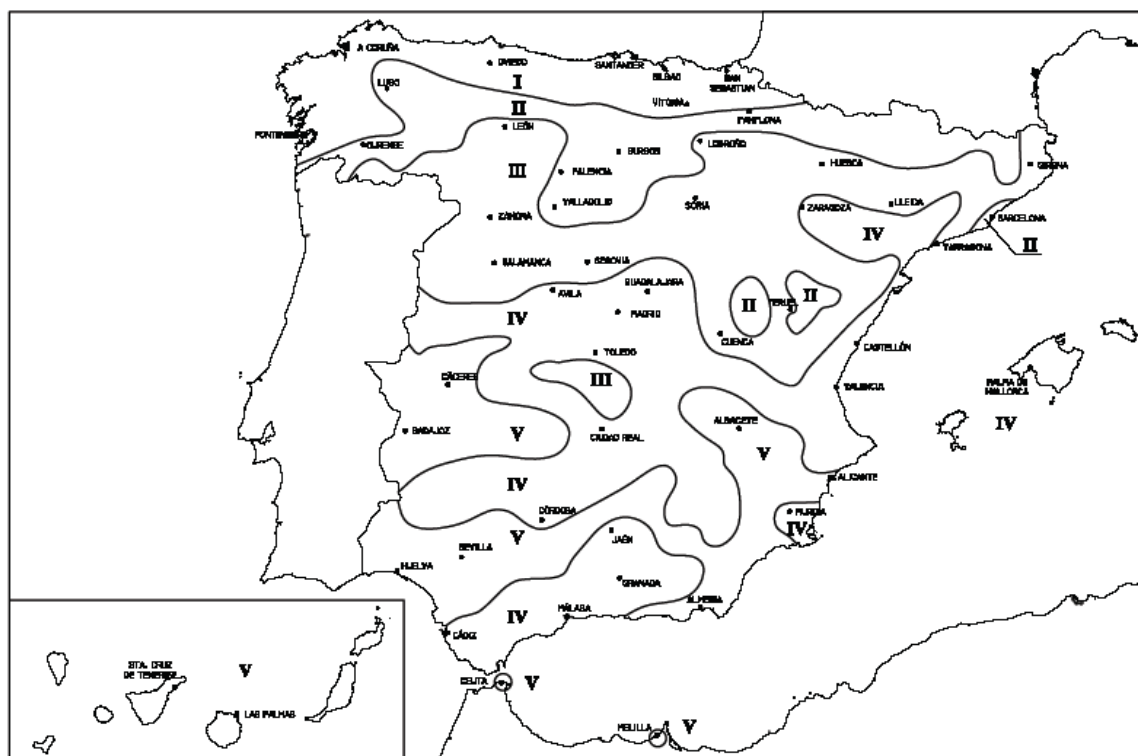 A CORUÑA
OVIEDO
SANTANDER
BILBAO
SAN
SEBASTIAN
LUGO
I
VITORIA
II
PAMPLONA
LEÓN
PONTEVEDRA
OURENSE
LOGROÑO
BURGOS
HUESCA
GIRONA
III
PALENCIA
VALLADOLID
SORIA
ZARAGOZA
LLEIDA
ZAMORA
BARCELONA
IV
TARRAGONA
II
SALAMANCA
SEGOVIA
AVILA
GUADALAJARA
II
TERUEL
II
IV
MADRID
CUENCA
CASTELLÓN
TOLEDO
CÁCERES
III
VALENCIA
PALMA DE
MALLORCA
IV
BADAJOZ
V
CIUDAD REAL
ALBACETE
V
ALICANTE
IV
CÓRDOBA
MURCIA
IV
V
JAÉN
SEVILLA
HUELVA
GRANADA
ALMERIA
IV
MÁLAGA
CÁDIZ
STA. CRUZ
DE TENERIFE
V
LAS PALMAS
CEUTA
V
MELILLA
V